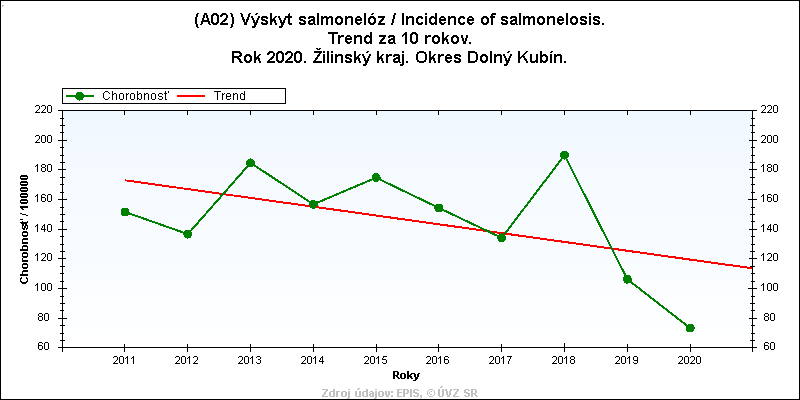 (A02) Výskyt salmonelóz / Incidence of salmonelosis.
Trend za 10 rokov.
Rok 2020. Žilinský kraj. Okres Dolný Kubín.
Chorobnosť Trend
220 220
200 200
180 180
160 160
140 140
120 120
100 100
80 80
60 60
Chorobnosť / 100000
2011 2012 2013 2014 2015 2016 2017 2018 2019 2020
Roky
Zdroj údajov: EPIS, © ÚVZ SR